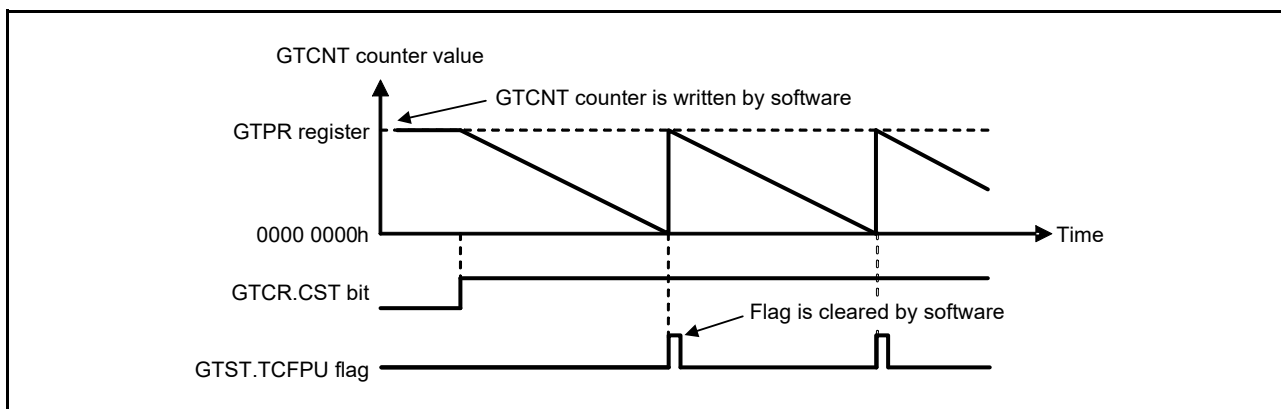 GTCNT counter value
GTCNT counter is written by software
GTPR register
0000 0000h
Time
GTCR.CST bit
Flag is cleared by software
GTST.TCFPU flag